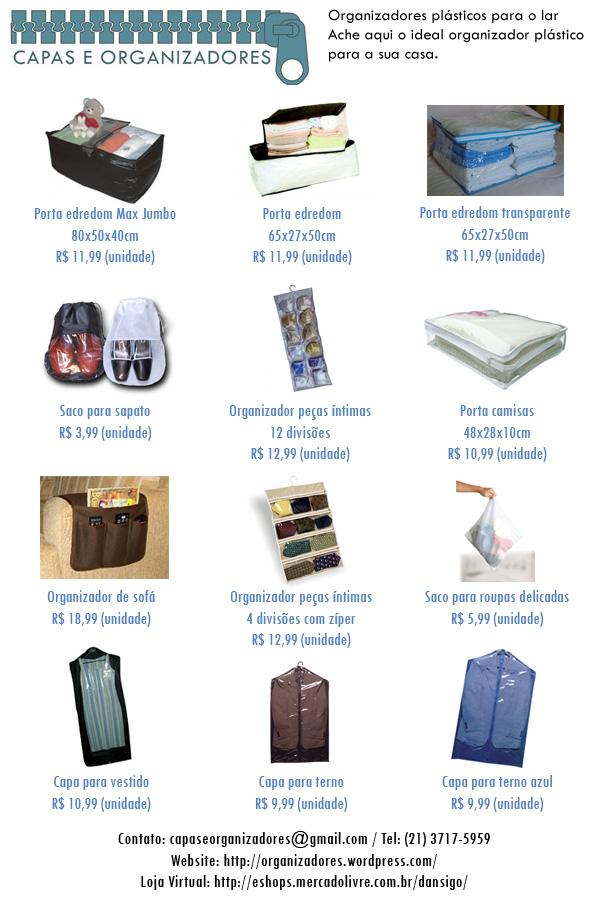 CAPAS E ORGANIZADORES
Organizadores plásticos para o lar
Ache aqui o ideal organizador plástico
para a sua casa.
Porta edredom Max Jumbo
80x50x40cm
R$ 11,99 (unidade)
Porta edredom
65x27x50cm
R$ 11,99 (unidade)
Porta edredom transparente
65x27x50cm
R$ 11,99 (unidade)
Saco para sapato
R$ 3,99 (unidade)
Organizador peças íntimas
12 divisões
R$ 12,99 (unidade)
Porta camisas
48x28x10cm
R$ 10,99 (unidade)
Organizador de sofá
R$ 18,99 (unidade)
Organizador peças íntimas
4 divisões com zíper
R$ 12,99 (unidade)
Saco para roupas delicadas
R$ 5,99 (unidade)
Capa para vestido
R$ 10,99 (unidade)
Capa para terno
R$ 9,99 (unidade)
Capa para terno azul
R$ 9,99 (unidade)
Contato: capaseorganizadores@gmail.com / Tel: (21) 3717-5959
Website: http://organizadores.wordpress.com/
Loja Virtual: http://eshops.mercadolivre.com.br/dansigo/